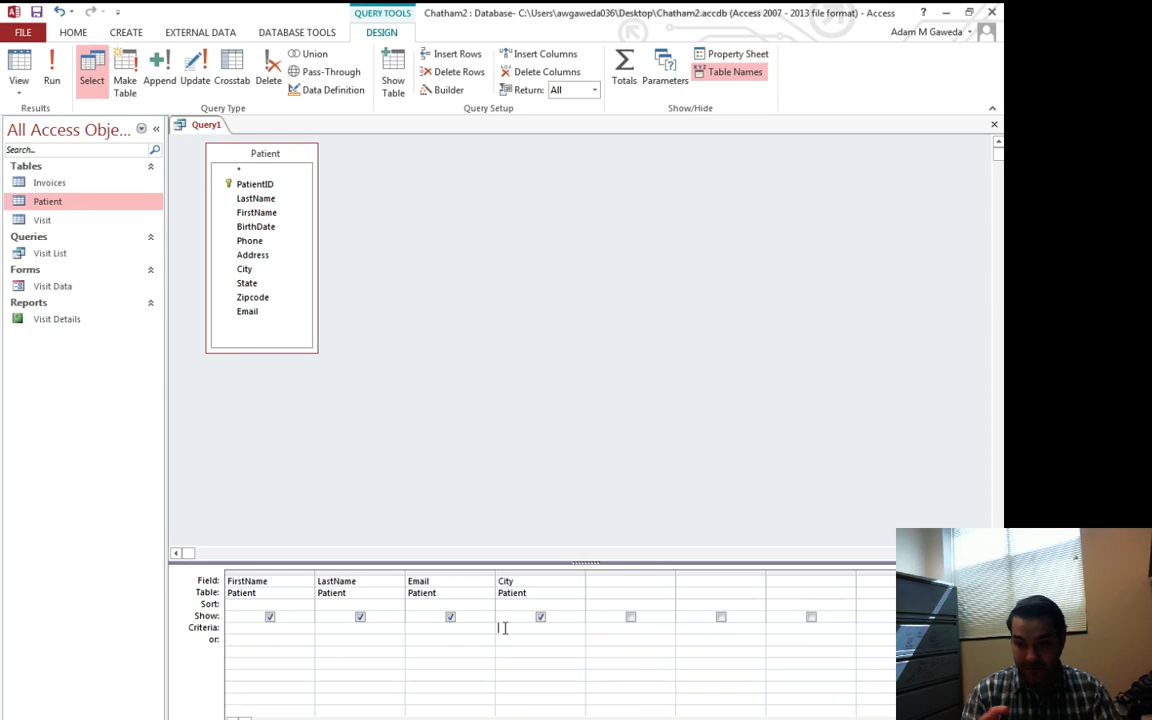 QUERY TOOLS
Chatham2 : Database- C:\Users\awgaweda036\Desktop\Chatham2.accdb (Access 2007 - 2013 file format) - Access
FILE HOME CREATE EXTERNAL DATA DATABASE TOOLS DESIGN
Adam M Gaweda
View
Run
Results
Select
Make Table
Append
Update
Crosstab
Delete
Union
Pass-Through
Data Definition
Query Type
Show Table
Insert Rows
Delete Rows
Builder
Insert Columns
Delete Columns
Return: All
Query Setup
Totals
Parameters
Property Sheet
Table Names
Show/Hide
All Access Obje...
Search...
Tables
Invoices
Patient
Visit
Queries
Visit List
Forms
Visit Data
Reports
Visit Details
Query1
Patient
*
PatientID
LastName
FirstName
BirthDate
Phone
Address
City
State
Zipcode
Email
Field: FirstName LastName Email City
Table: Patient Patient Patient Patient
Sort:
Show:
Criteria:
or: